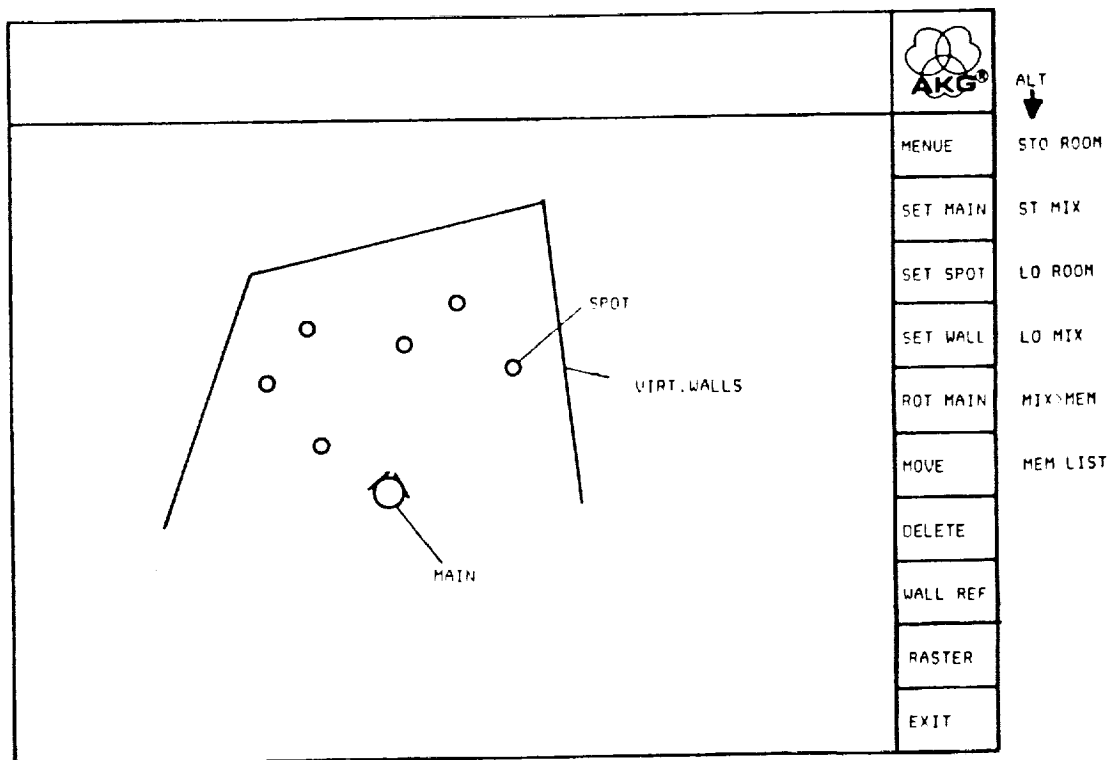 AKG®
ALT
MENUE
STO ROOM
SET MAIN
ST MIX
SET SPOT
LO ROOM
SPOT
SET WALL
LO MIX
VIRT.WALLS
ROT MAIN
MIX>MEM
MOVE
MEM LIST
DELETE
MAIN
WALL REF
RASTER
EXIT